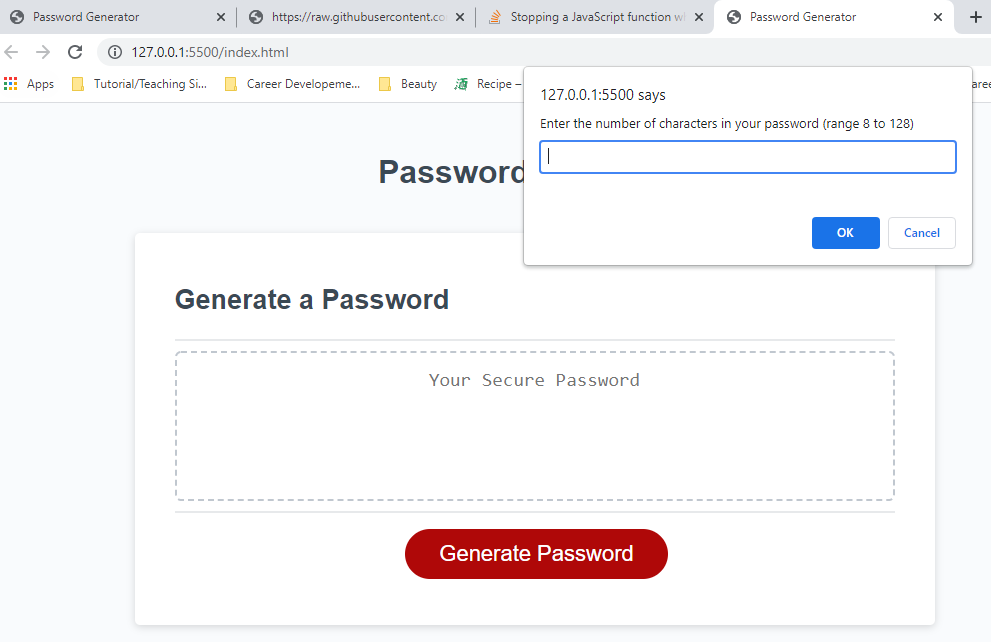 Password Generator
https://raw.githubusercontent.co
Stopping a JavaScript function wh
Password Generator
127.0.0.1:5500/index.html
Apps
Tutorial/Teaching Si...
Career Developeme...
Beauty
Recipe –
aree
127.0.0.1:5500 says
Enter the number of characters in your password (range 8 to 128)
OK
Cancel
Password
Generate a Password
Your Secure Password
Generate Password